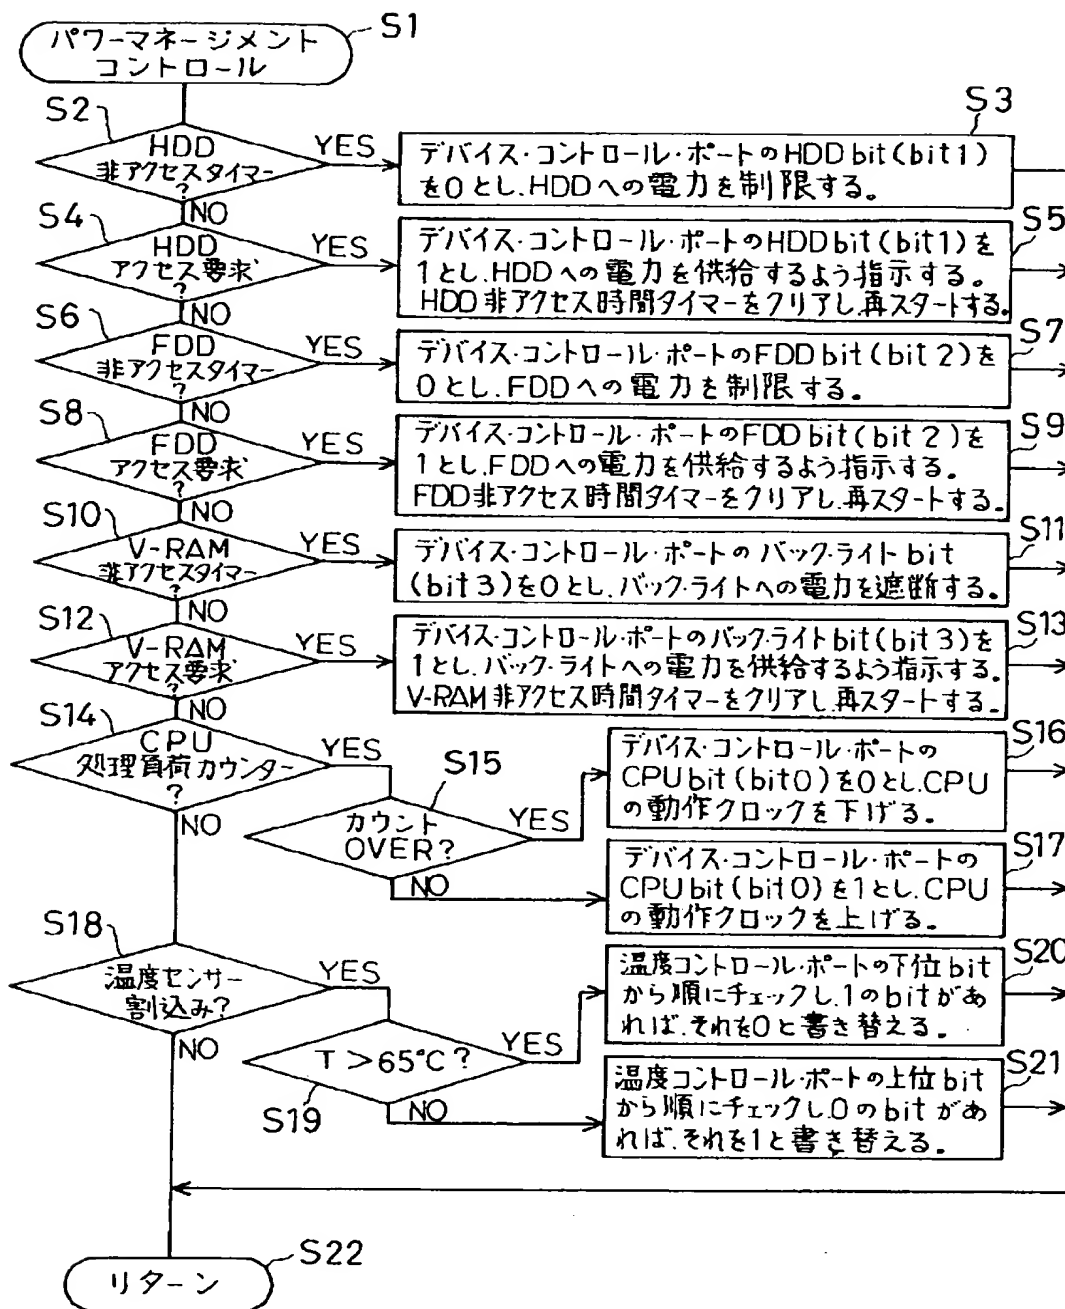 パワーマネージメント
コントロール
S1
S2
HDD
非アクセスタイマー
?
YES
NO
S3
デバイス・コントロール・ポートのHDD bit(bit1)
を0とし、HDDへの電力を制限する。
S4
HDD
アクセス要求
?
YES
NO
S5
デバイス・コントロール・ポートのHDD bit(bit1)を
1とし、HDDへの電力を供給するよう指示する。
HDD非アクセス時間タイマーをクリアし、再スタートする。
S6
FDD
非アクセスタイマー
?
YES
NO
S7
デバイス・コントロール・ポートのFDD bit(bit 2)を
0とし、FDDへの電力を制限する。
S8
FDD
アクセス要求
?
YES
NO
S9
デバイス・コントロール・ポートのFDD bit(bit 2)を
1とし、FDDへの電力を供給するよう指示する。
FDD非アクセス時間タイマーをクリアし、再スタートする。
S10
V-RAM
非アクセスタイマー
?
YES
NO
S11
デバイス・コントロール・ポートのバック・ライトbit
(bit3)を0とし、バック・ライトへの電力を遮断する。
S12
V-RAM
アクセス要求
?
YES
NO
S13
デバイス・コントロール・ポートのバック・ライトbit(bit 3)を
1とし、バック・ライトへの電力を供給するよう指示する。
V-RAM非アクセス時間タイマーをクリアし、再スタートする。
S14
CPU
処理負荷カウンター
?
YES
NO
S15
カウント
OVER?
YES
NO
S16
デバイス・コントロール・ポートの
CPU bit(bit0)を0とし、CPU
の動作クロックを下げる。
S17
デバイス・コントロール・ポートの
CPU bit(bit0)を1とし、CPU
の動作クロックを上げる。
S18
温度センサー
割込み?
YES
NO
S19
T>65°C?
YES
NO
S20
温度コントロール・ポートの下位bit
から順にチェックし、1のbitがあ
れば、それを0と書き替える。
S21
温度コントロール・ポートの上位bit
から順にチェックし、0のbitがあ
れば、それを1と書き替える。
S22
リターン